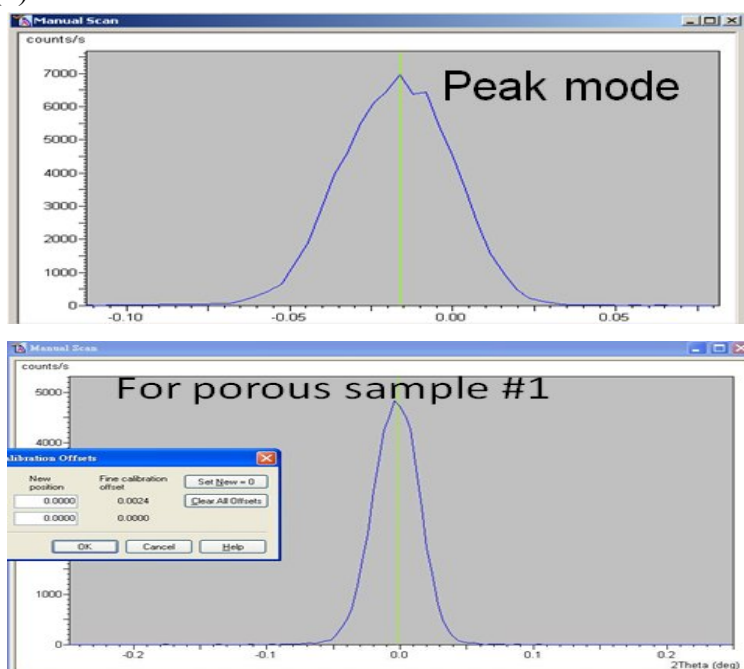 Manual Scan
counts/s
7000
Peak mode
6000
5000
4000
3000
2000
1000
0
-0.10 -0.05 0.00 0.05
Manual Scan
counts/s
5000
For porous sample #1
4000
alibration Offsets
New position Fine calibration offset Set New = 0
0.0000 0.0024 Clear All Offsets
0.0000 0.0000
OK Cancel Help
1000
0
-0.2 -0.1 0.0 0.1 0.2
2Theta (deg)